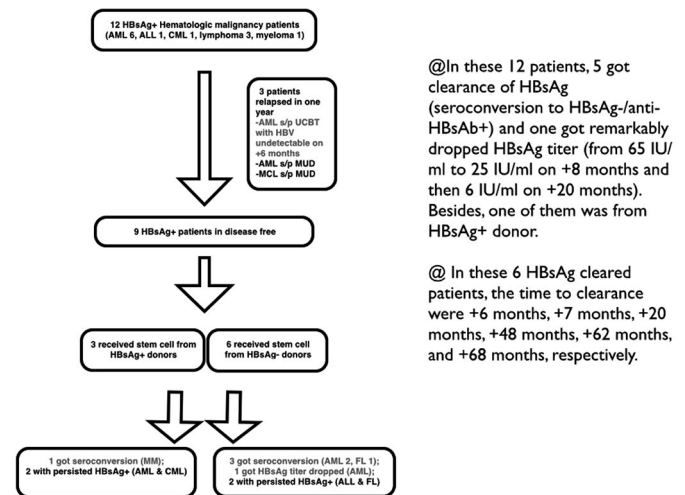 12 HBsAg+ Hematologic malignancy patients
(AML 6, ALL 1, CML 1, lymphoma 3, myeloma 1)
3 patients
relapsed in one
year
-AML s/p UCBT
with HBV
undetectable on
+6 months
-AML s/p MUD
-MCL s/p MUD
9 HBsAg+ patients in disease free
3 received stem cell from
HBsAg+ donors
6 received stem cell
from HBsAg- donors
1 got seroconversion (MM);
2 with persisted HBsAg+ (AML & CML)
3 got seroconversion (AML 2, FL 1);
1 got HBsAg titer dropped (AML);
2 with persisted HBsAg+ (ALL & FL)
@In these 12 patients, 5 got
clearance of HBsAg
(seroconversion to HBsAg-/anti-
HBsAb+) and one got remarkably
dropped HBsAg titer (from 65 IU/
ml to 25 IU/ml on +8 months and
then 6 IU/ml on +20 months).
Besides, one of them was from
HBsAg+ donor.
@ In these 6 HBsAg cleared
patients, the time to clearance
were +6 months, +7 months, +20
months, +48 months, +62 months,
and +68 months, respectively.